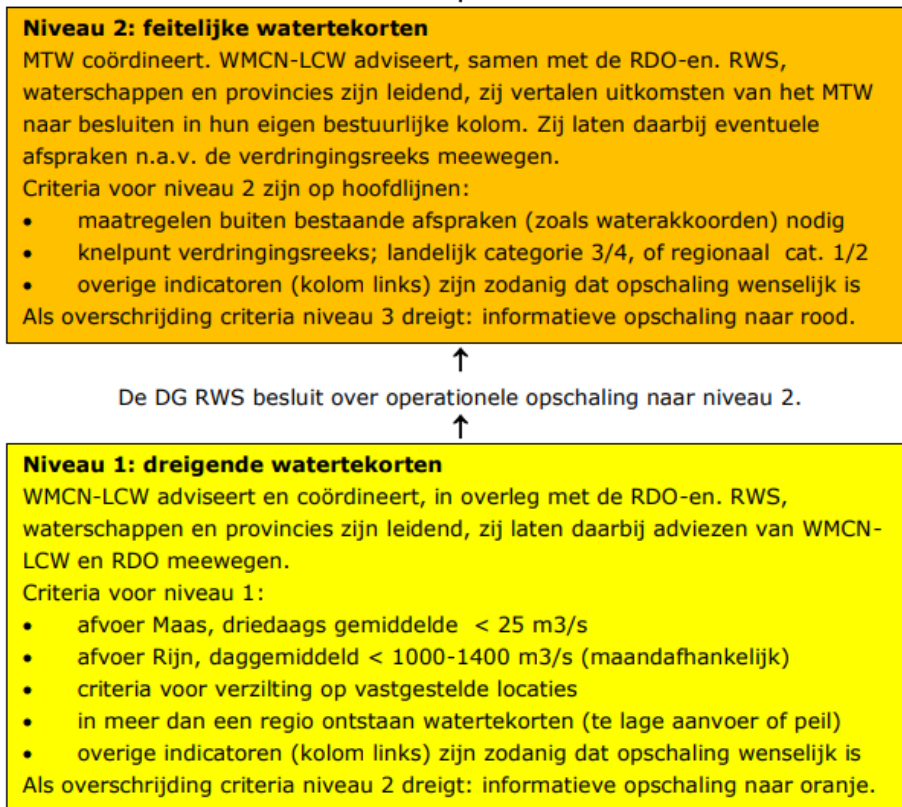 Niveau 2: feitelijke watertekorten
MTW coördineert. WMCN-LCW adviseert, samen met de RDO-en. RWS,
waterschappen en provincies zijn leidend, zij vertalen uitkomsten van het MTW
naar besluiten in hun eigen bestuurlijke kolom. Zij laten daarbij eventuele
afspraken n.a.v. de verdringingsreeks meewegen.
Criteria voor niveau 2 zijn op hoofdlijnen:
• maatregelen buiten bestaande afspraken (zoals waterakkoorden) nodig
• knelpunt verdringingsreeks; landelijk categorie 3/4, of regionaal cat. 1/2
• overige indicatoren (kolom links) zijn zodanig dat opschaling wenselijk is
Als overschrijding criteria niveau 3 dreigt: informatieve opschaling naar rood.
↑
De DG RWS besluit over operationele opschaling naar niveau 2.
↑
Niveau 1: dreigende watertekorten
WMCN-LCW adviseert en coördineert, in overleg met de RDO-en. RWS,
waterschappen en provincies zijn leidend, zij laten daarbij adviezen van WMCN-
LCW en RDO meewegen.
Criteria voor niveau 1:
• afvoer Maas, driedaags gemiddelde < 25 m3/s
• afvoer Rijn, daggemiddeld < 1000-1400 m3/s (maandafhankelijk)
• criteria voor verzilting op vastgestelde locaties
• in meer dan een regio ontstaan watertekorten (te lage aanvoer of peil)
• overige indicatoren (kolom links) zijn zodanig dat opschaling wenselijk is
Als overschrijding criteria niveau 2 dreigt: informatieve opschaling naar oranje.